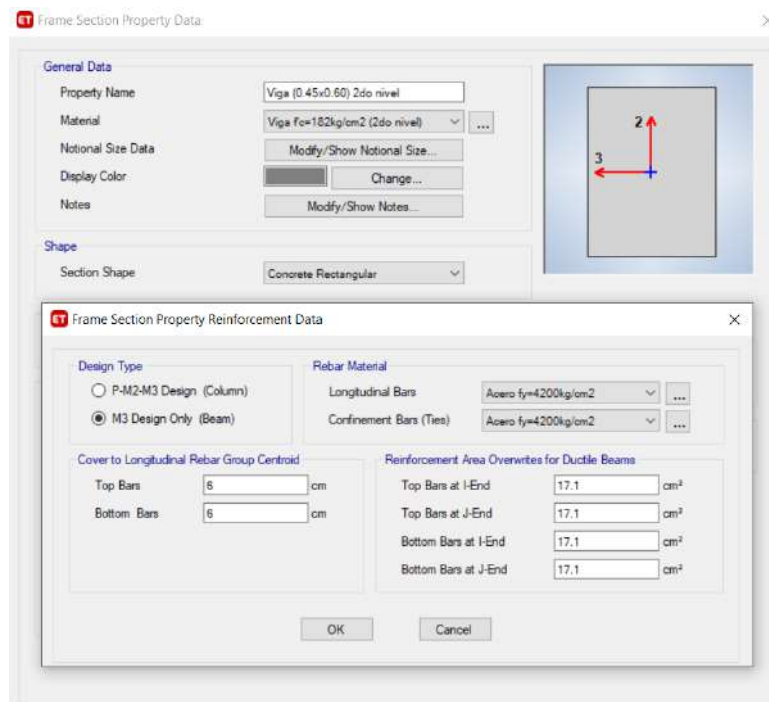 ET Frame Section Property Data
General Data
Property Name Viga (0.45x0.60) 2do nivel
Material Viga f'c=182kg/cm2 (2do nivel) ...
Notional Size Data Modify/Show Notional Size...
Display Color Change...
Notes Modify/Show Notes...
2
3
Shape
Section Shape Concrete Rectangular
ET Frame Section Property Reinforcement Data
Design Type
P-M2-M3 Design (Column)
M3 Design Only (Beam)
Rebar Material
Longitudinal Bars Acero fy=4200kg/cm2 ...
Confinement Bars (Ties) Acero fy=4200kg/cm2 ...
Cover to Longitudinal Rebar Group Centroid
Top Bars 6 cm
Bottom Bars 6 cm
Reinforcement Area Overwrites for Ductile Beams
Top Bars at I-End 17.1 cm²
Top Bars at J-End 17.1 cm²
Bottom Bars at I-End 17.1 cm²
Bottom Bars at J-End 17.1 cm²
OK Cancel